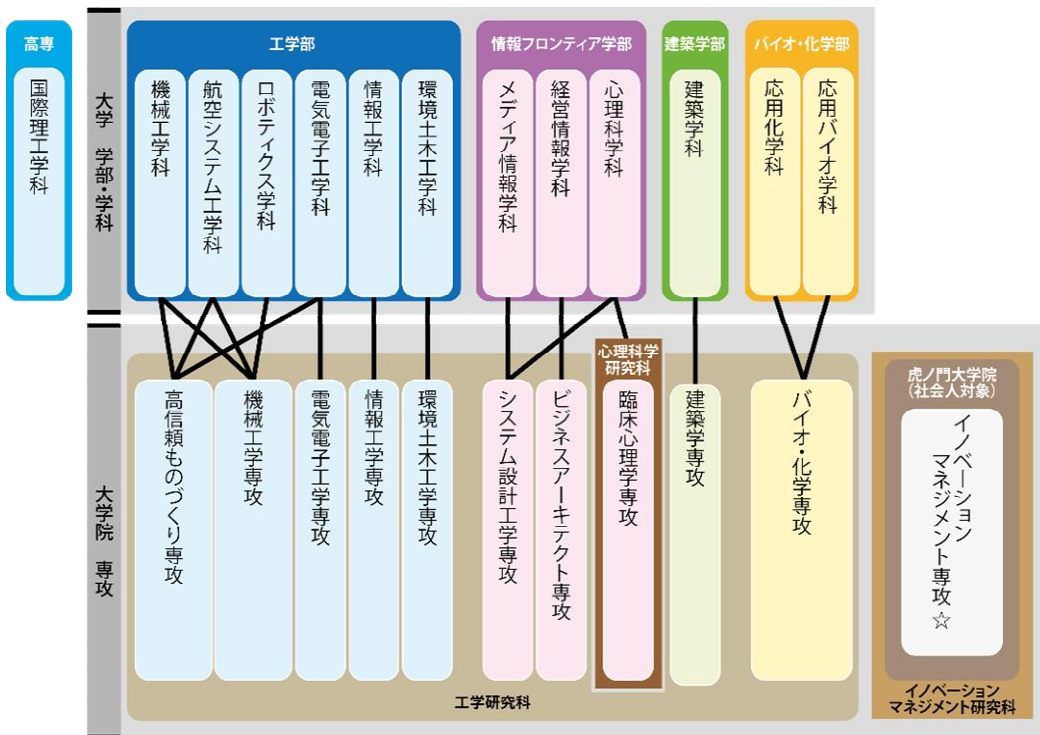 高専
国際理工学科
大学 学部・学科
工学部
機械工学科
航空システム工学科
ロボティクス学科
電気電子工学科
情報工学科
環境土木工学科
情報フロンティア学部
メディア情報学科
経営情報学科
心理科学科
建築学部
建築学科
バイオ・化学部
応用化学科
応用バイオ学科
大学院 専攻
高信頼ものづくり専攻
機械工学専攻
電気電子工学専攻
情報工学専攻
環境土木工学専攻
システム設計工学専攻
ビジネスアーキテクト専攻
心理科学
研究科
臨床心理学専攻
建築学専攻
バイオ・化学専攻
工学研究科
虎ノ門大学院
（社会人対象）
イノベーション
マネジメント専攻☆
イノベーション
マネジメント研究科